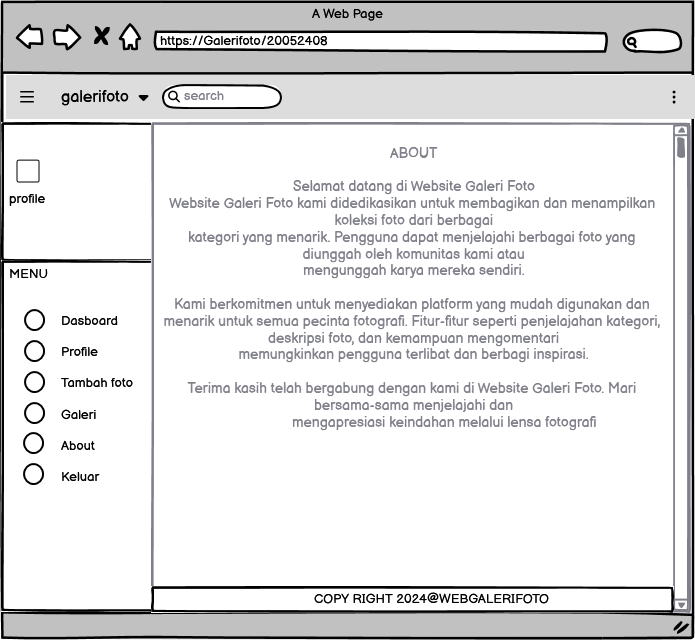 A Web Page
https://Galerifoto/20052408
galerifoto
search
profile
MENU
Dasboard
Profile
Tambah foto
Galeri
About
Keluar
ABOUT
Selamat datang di Website Galeri Foto
Website Galeri Foto kami didedikasikan untuk membagikan dan menampilkan
koleksi foto dari berbagai
kategori yang menarik. Pengguna dapat menjelajahi berbagai foto yang
diunggah oleh komunitas kami atau
mengunggah karya mereka sendiri.
Kami berkomitmen untuk menyediakan platform yang mudah digunakan dan
menarik untuk semua pecinta fotografi. Fitur-fitur seperti penjelajahan kategori,
deskripsi foto, dan kemampuan mengomentari
memungkinkan pengguna terlibat dan berbagi inspirasi.
Terima kasih telah bergabung dengan kami di Website Galeri Foto. Mari
bersama-sama menjelajahi dan
mengapresiasi keindahan melalui lensa fotografi
COPY RIGHT 2024@WEBGALERIFOTO